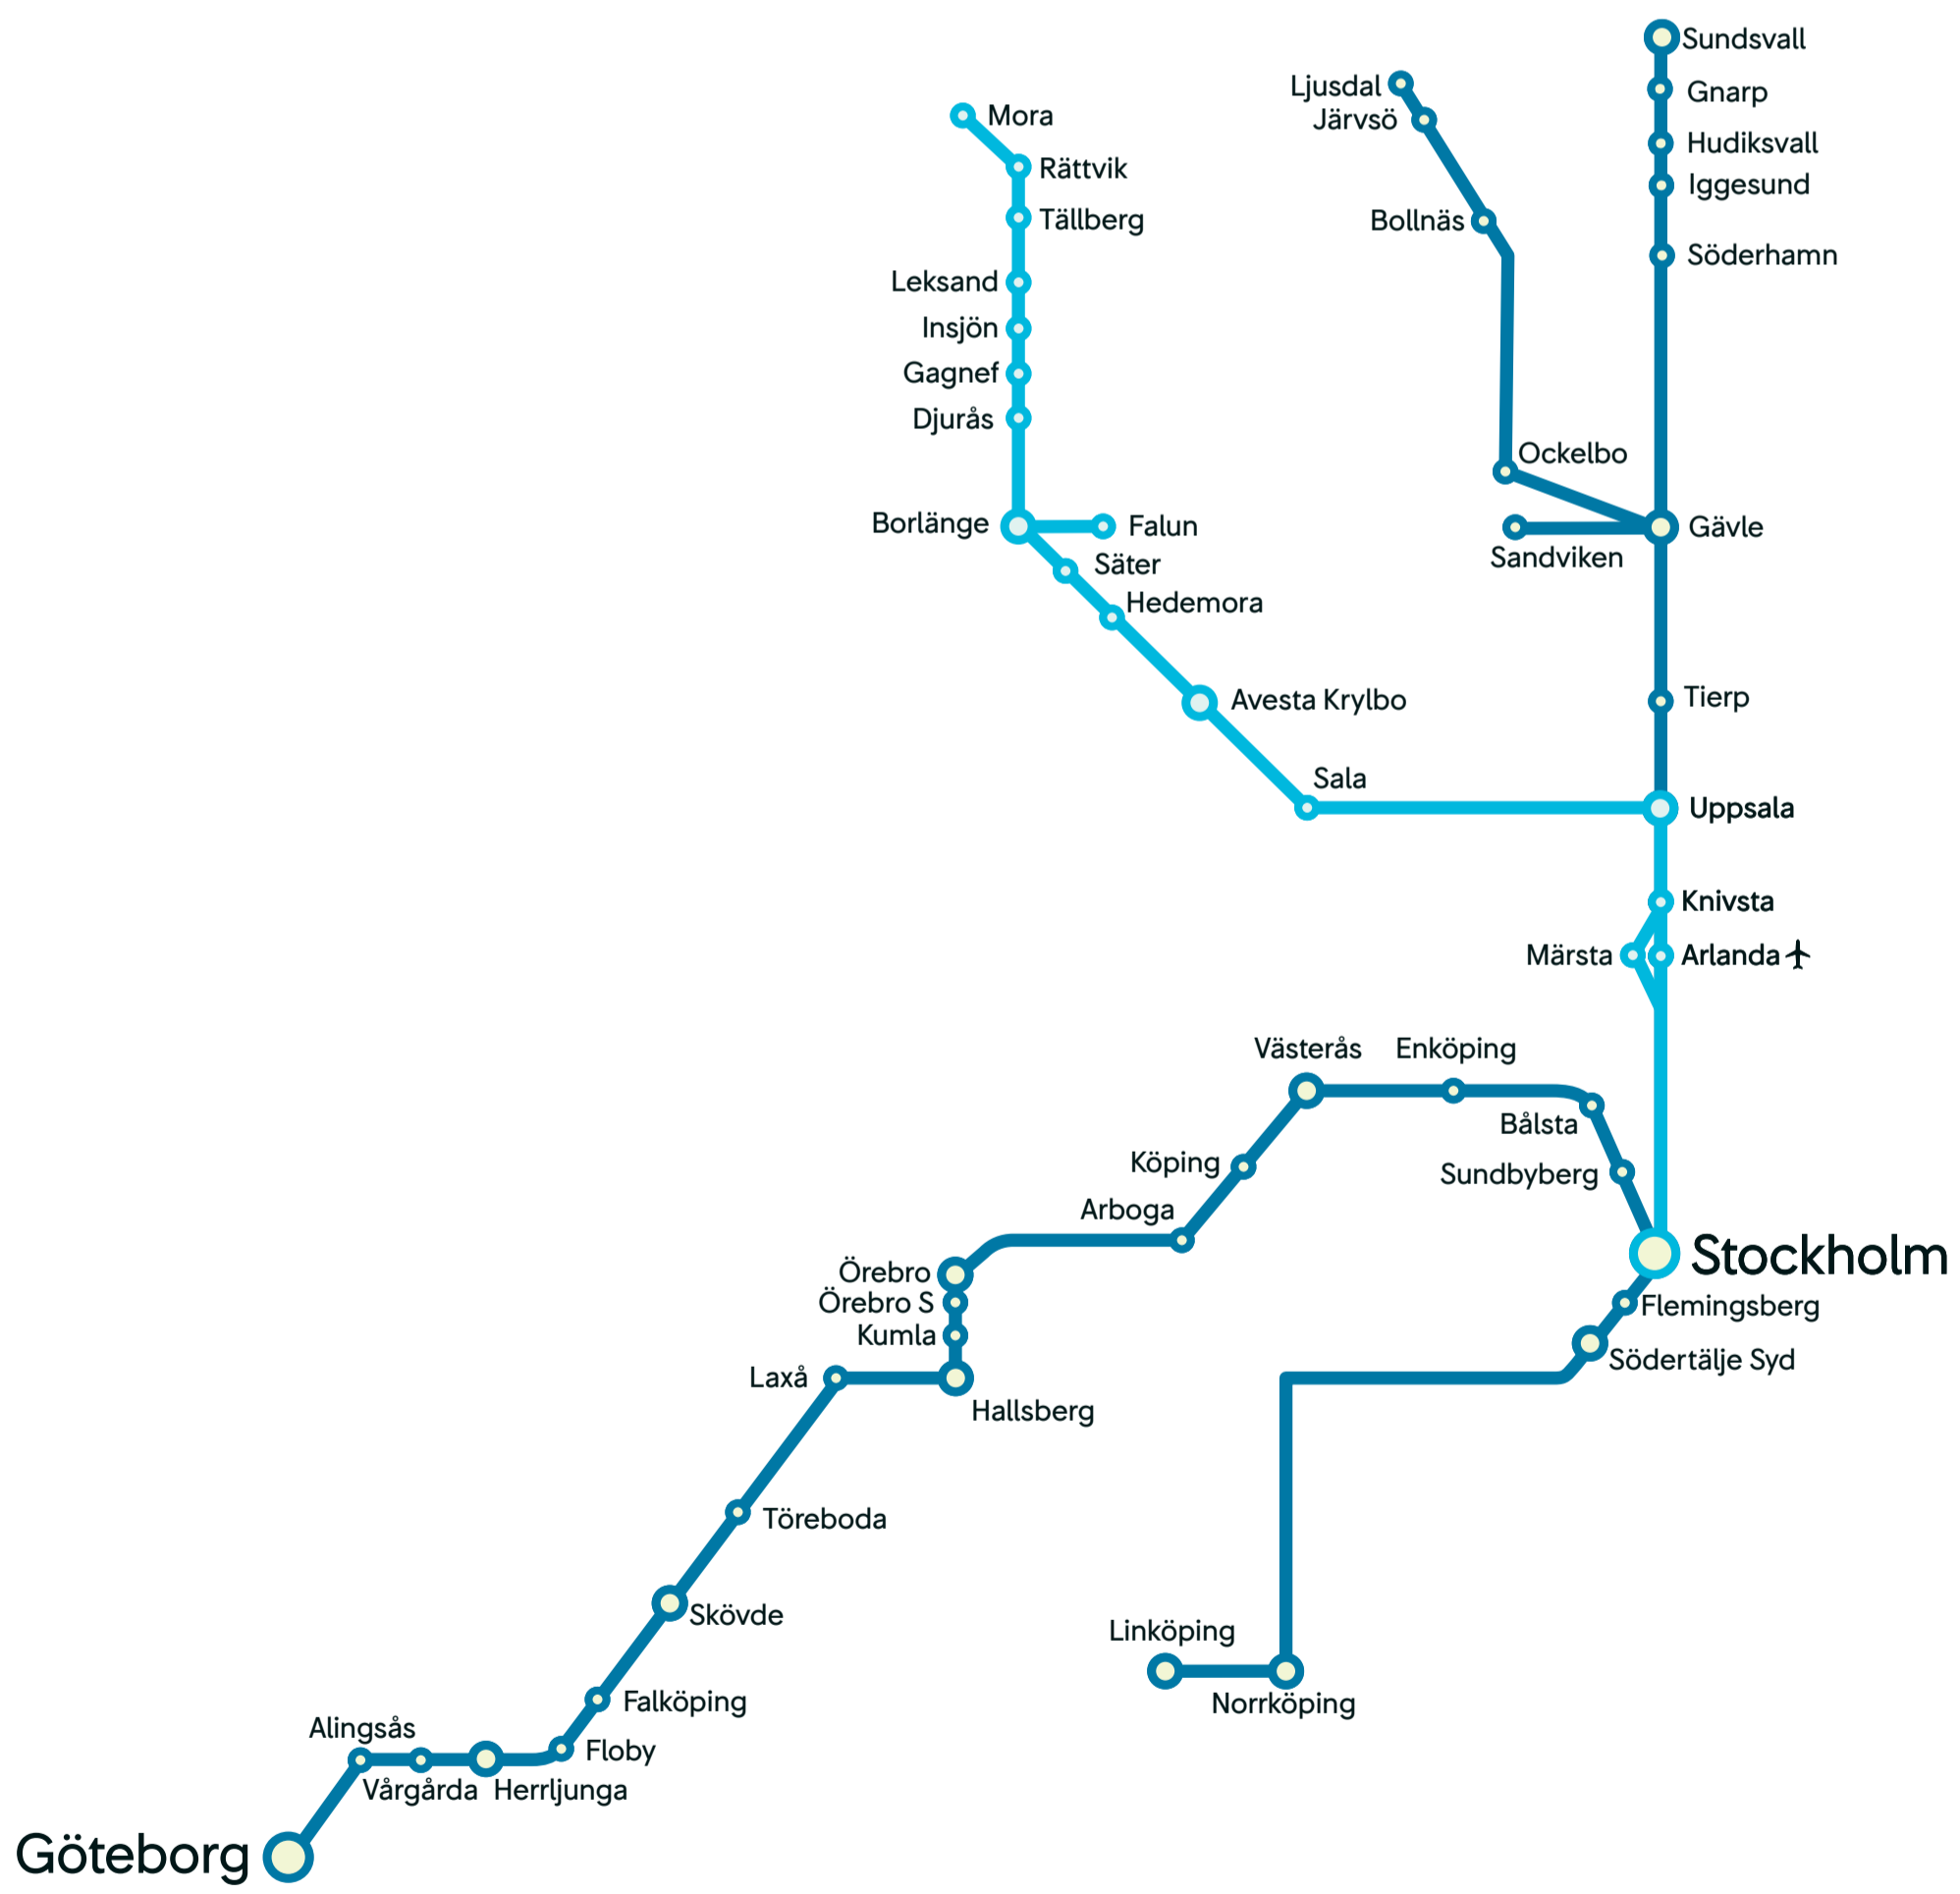 Sundsvall
Ljusdal
Gnarp
Mora
Järvsö
Hudiksvall
Rättvik
Iggesund
Tällberg
Bollnäs
Söderhamn
Leksand
Insjön
Gagnef
Djurås
Ockelbo
Borlänge
Falun
Gävle
Sandviken
Säter
Hedemora
Tierp
Avesta Krylbo
Sala
Uppsala
Knivsta
Märsta
Arlanda
Västerås
Enköping
Bålsta
Köping
Sundbyberg
Arboga
Stockholm
Örebro
Örebro S
Flemingsberg
Kumla
Södertälje Syd
Laxå
Hallsberg
Töreboda
Skövde
Linköping
Falköping
Norrköping
Alingsås
Floby
Vårgårda
Herrljunga
Göteborg